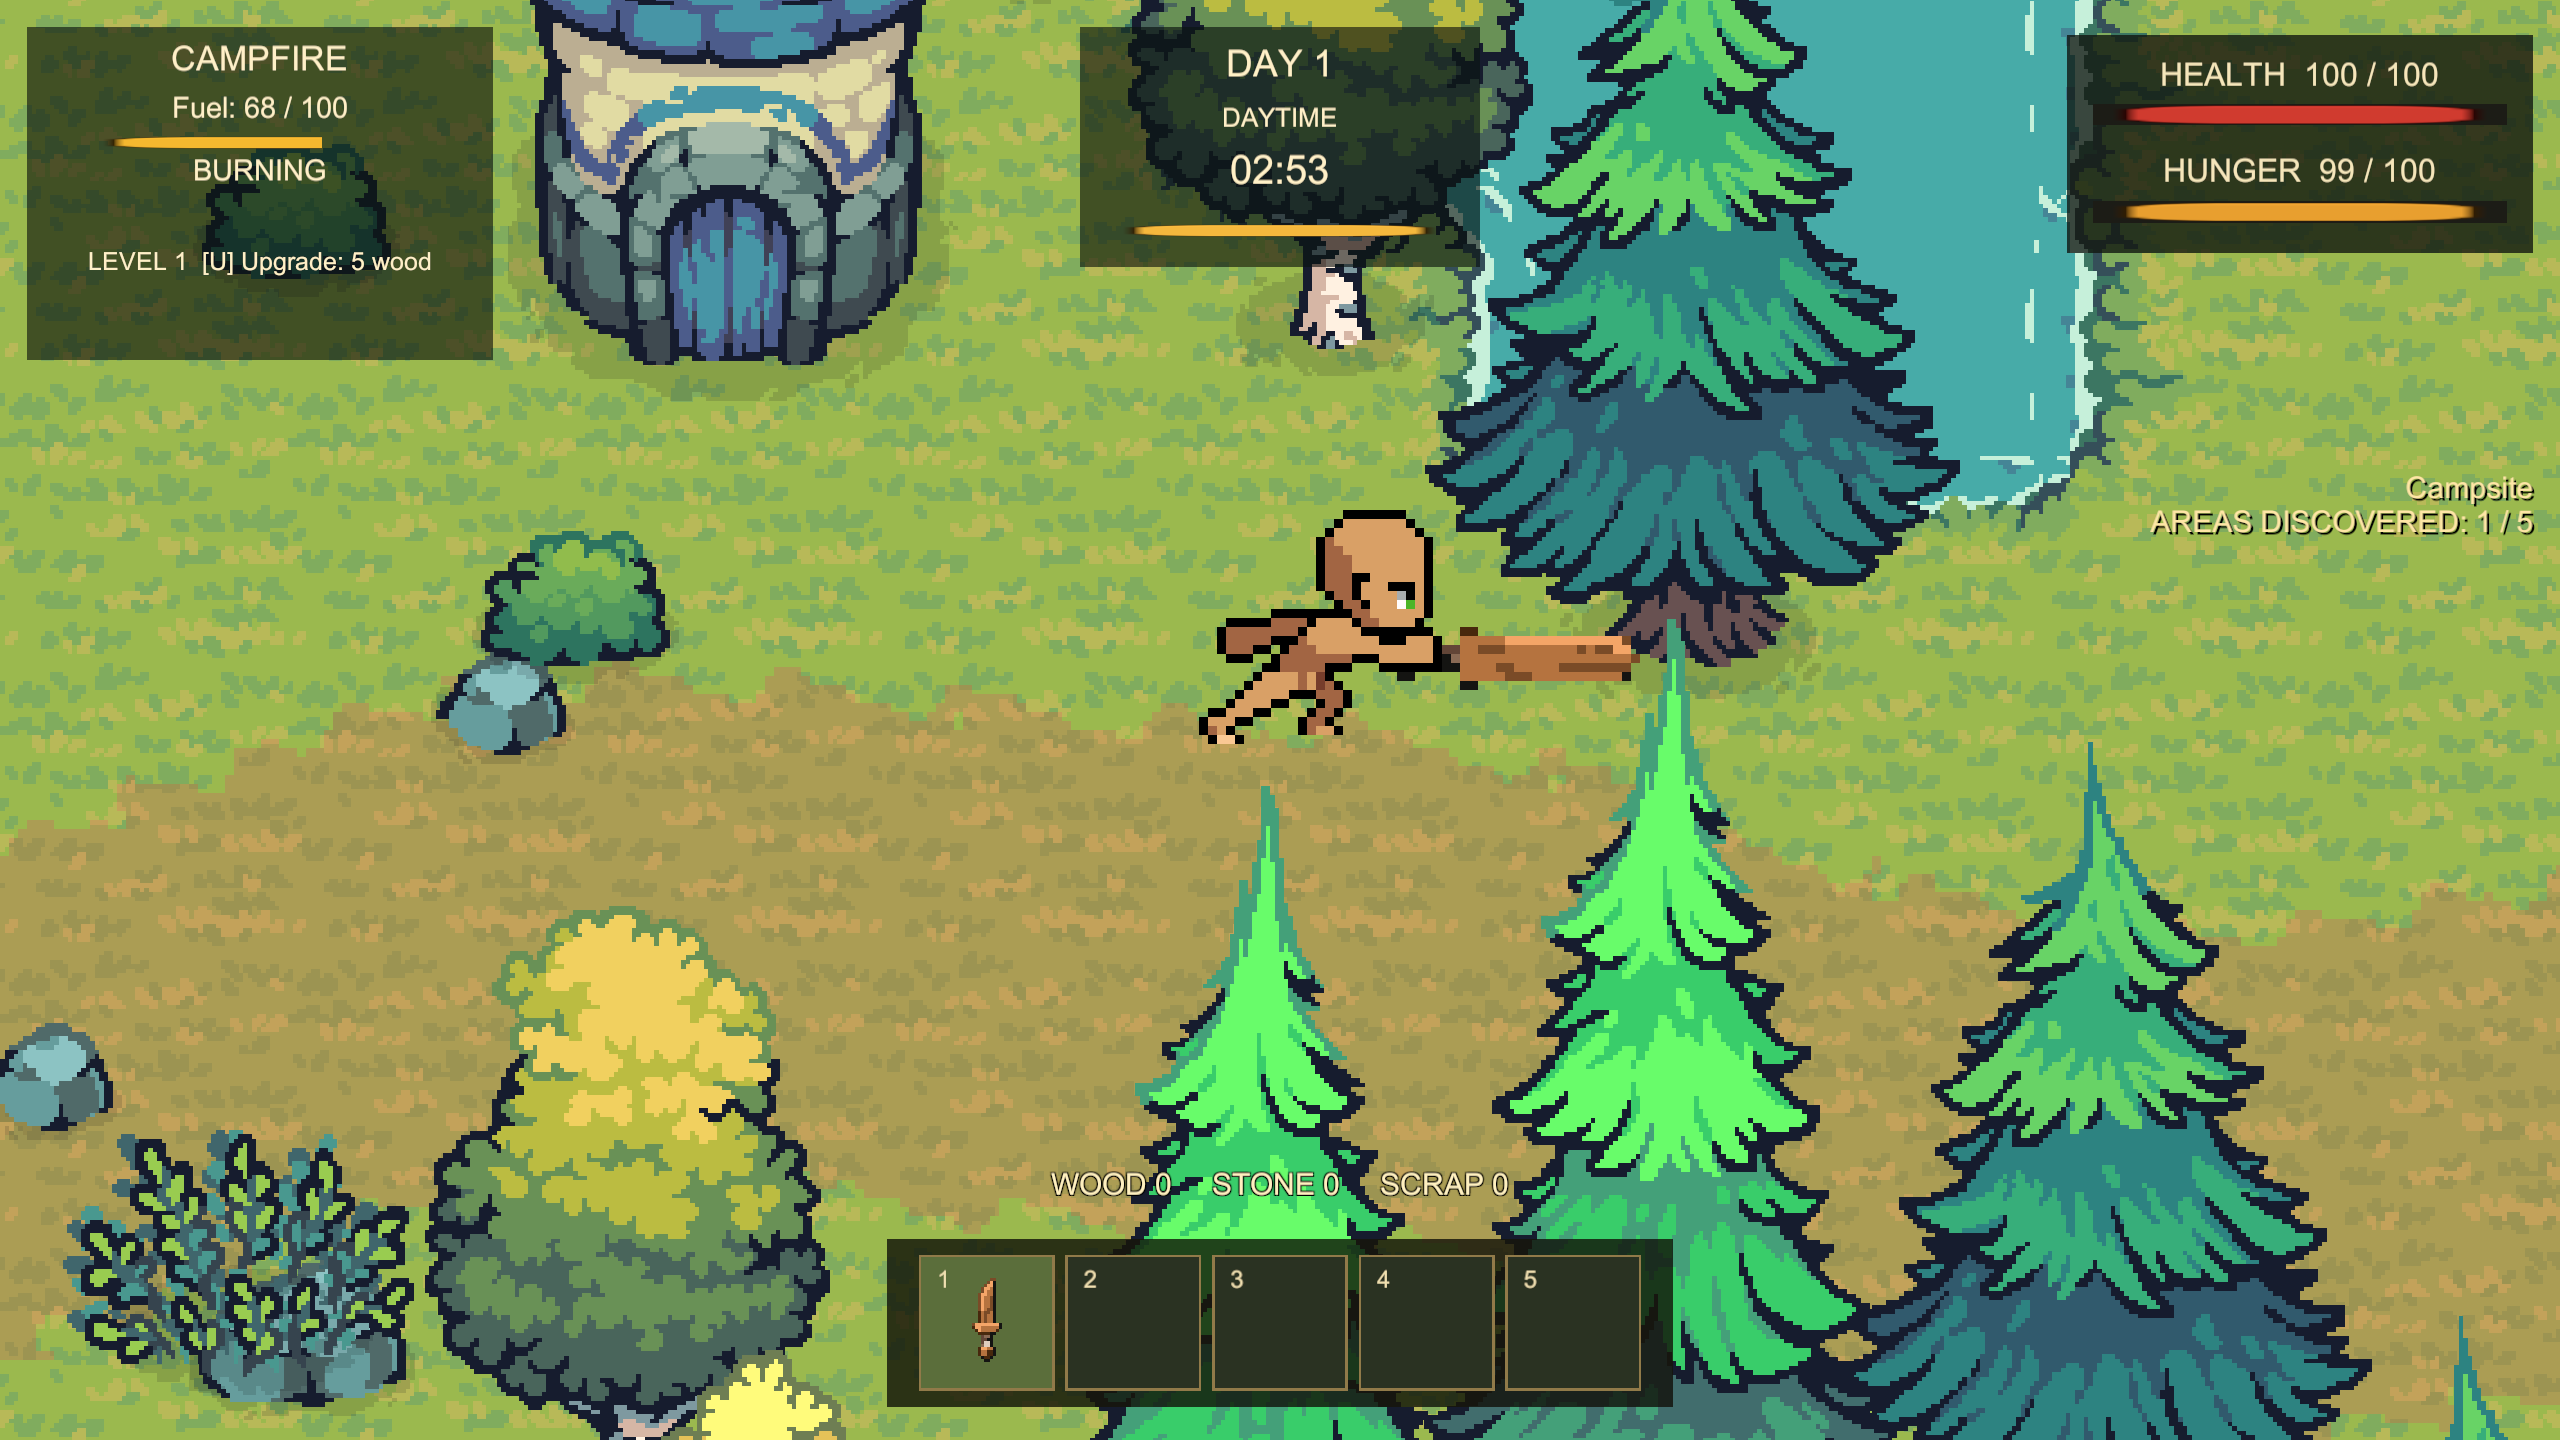 CAMPFIRE
Fuel: 68 / 100
BURNING
LEVEL 1 [U] Upgrade: 5 wood
DAY 1
DAYTIME
02:53
HEALTH 100 / 100
HUNGER 99 / 100
Campsite
AREAS DISCOVERED: 1 / 5
WOOD 0 STONE 0 SCRAP 0
1 2 3 4 5